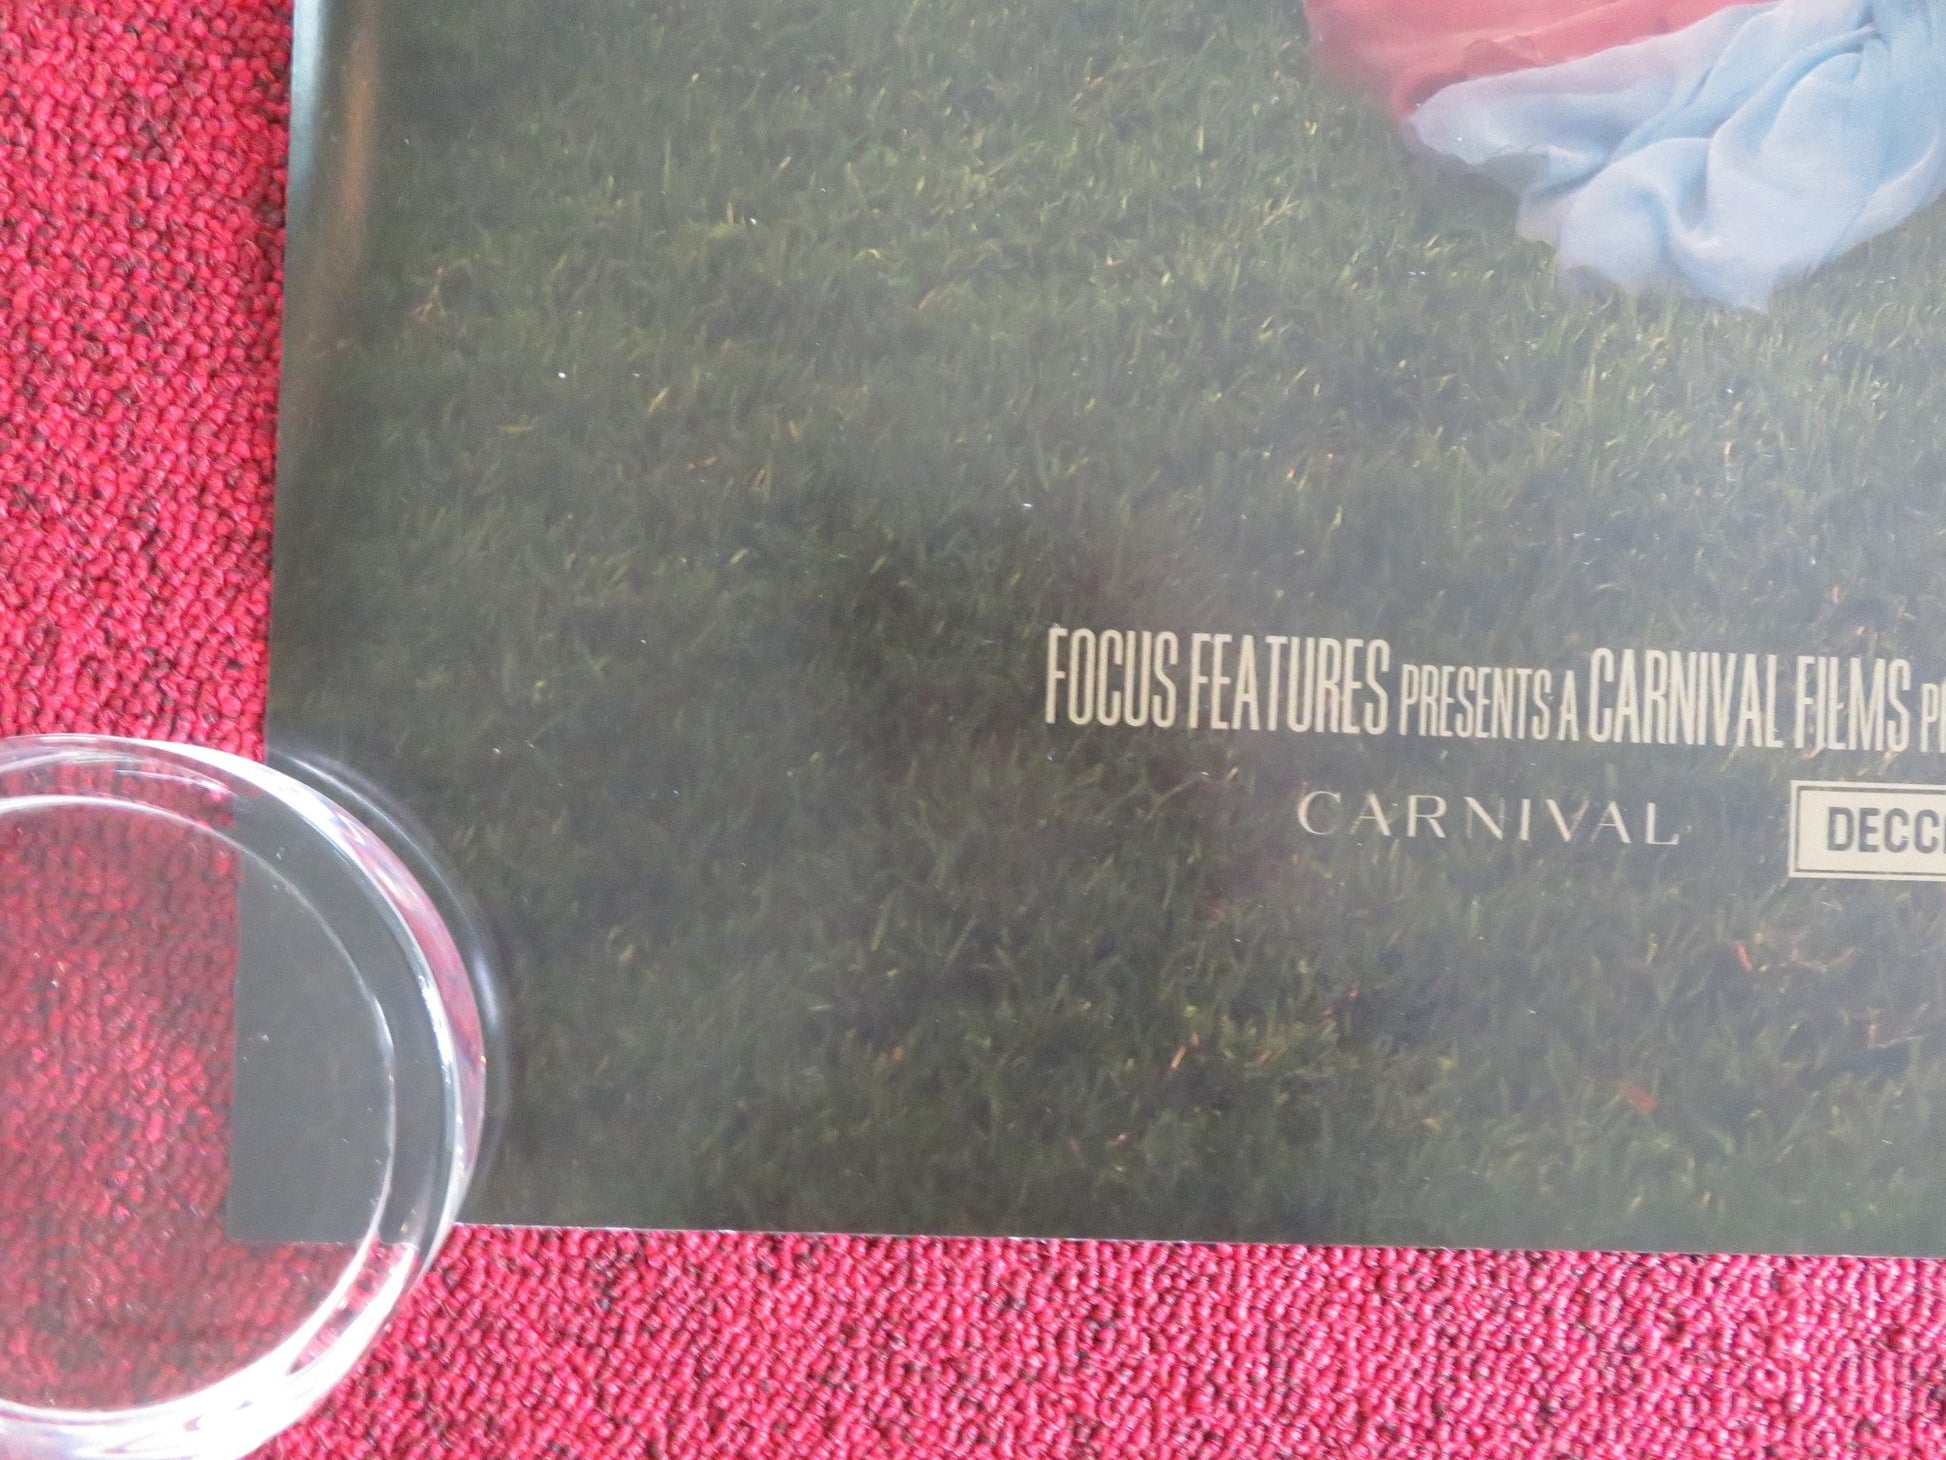 FOCUS FEATURES PRESENTS A CARNIVAL FILMS
CARNIVAL